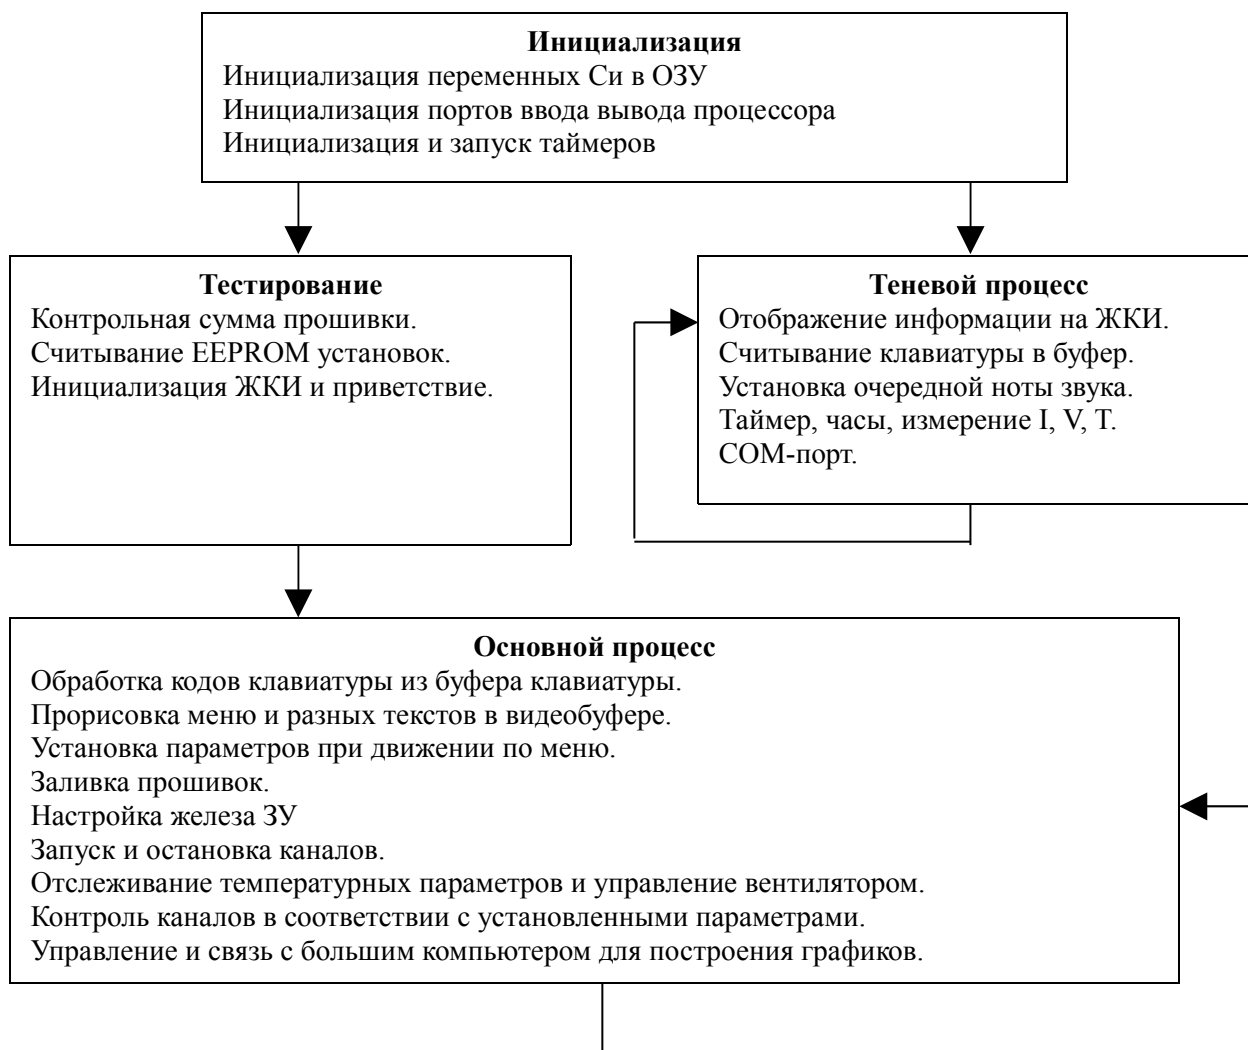 Инициализация
Инициализация переменных Си в ОЗУ
Инициализация портов ввода вывода процессора
Инициализация и запуск таймеров
Тестирование
Контрольная сумма прошивки.
Считывание EEPROM установок.
Инициализация ЖКИ и приветствие.
Теневой процесс
Отображение информации на ЖКИ.
Считывание клавиатуры в буфер.
Установка очередной ноты звука.
Таймер, часы, измерение I, V, T.
COM-порт.
Основной процесс
Обработка кодов клавиатуры из буфера клавиатуры.
Прорисовка меню и разных текстов в видеобуфере.
Установка параметров при движении по меню.
Заливка прошивок.
Настройка железа ЗУ
Запуск и остановка каналов.
Отслеживание температурных параметров и управление вентилятором.
Контроль каналов в соответствии с установленными параметрами.
Управление и связь с большим компьютером для построения графиков.